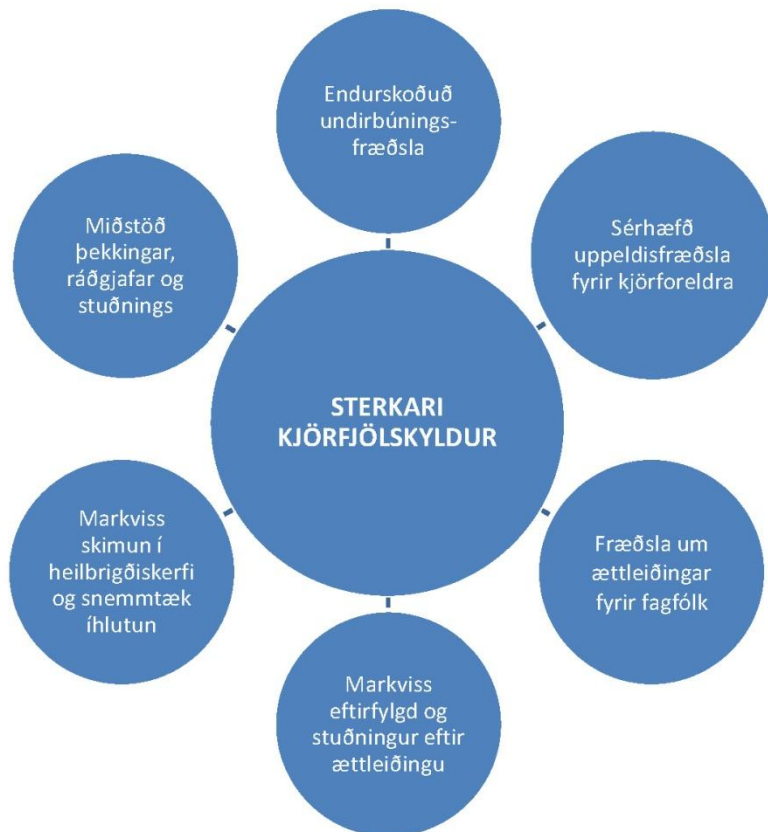 Endurskoðuð
undirbúnings-
fræðsla
Sérhæfð
uppeldisfræðsla
fyrir kjörforeldra
Fræðsla um
ættleiðingar
fyrir fagfólk
Markviss
eftirfylgd og
stuðningur eftir
ættleiðingu
Markviss
skimun í
heilbrigðiskerfi
og snemmtæk
íhlutun
Miðstöð
þekkingar,
ráðgjafar og
stuðnings
STERKARI
KJÖRFJÖLSKYLDUR